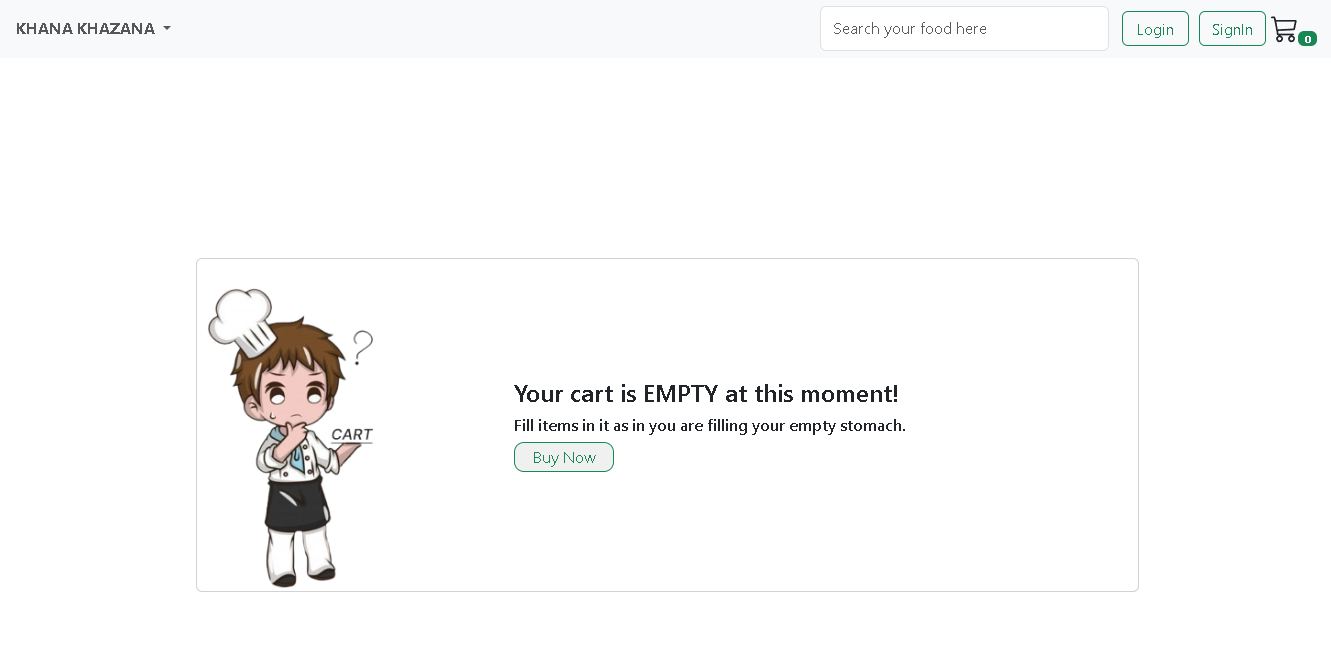 KHANA KHAZANA
Search your food here
Login
SignIn
0
?
CART
Your cart is EMPTY at this moment!
Fill items in it as in you are filling your empty stomach.
Buy Now